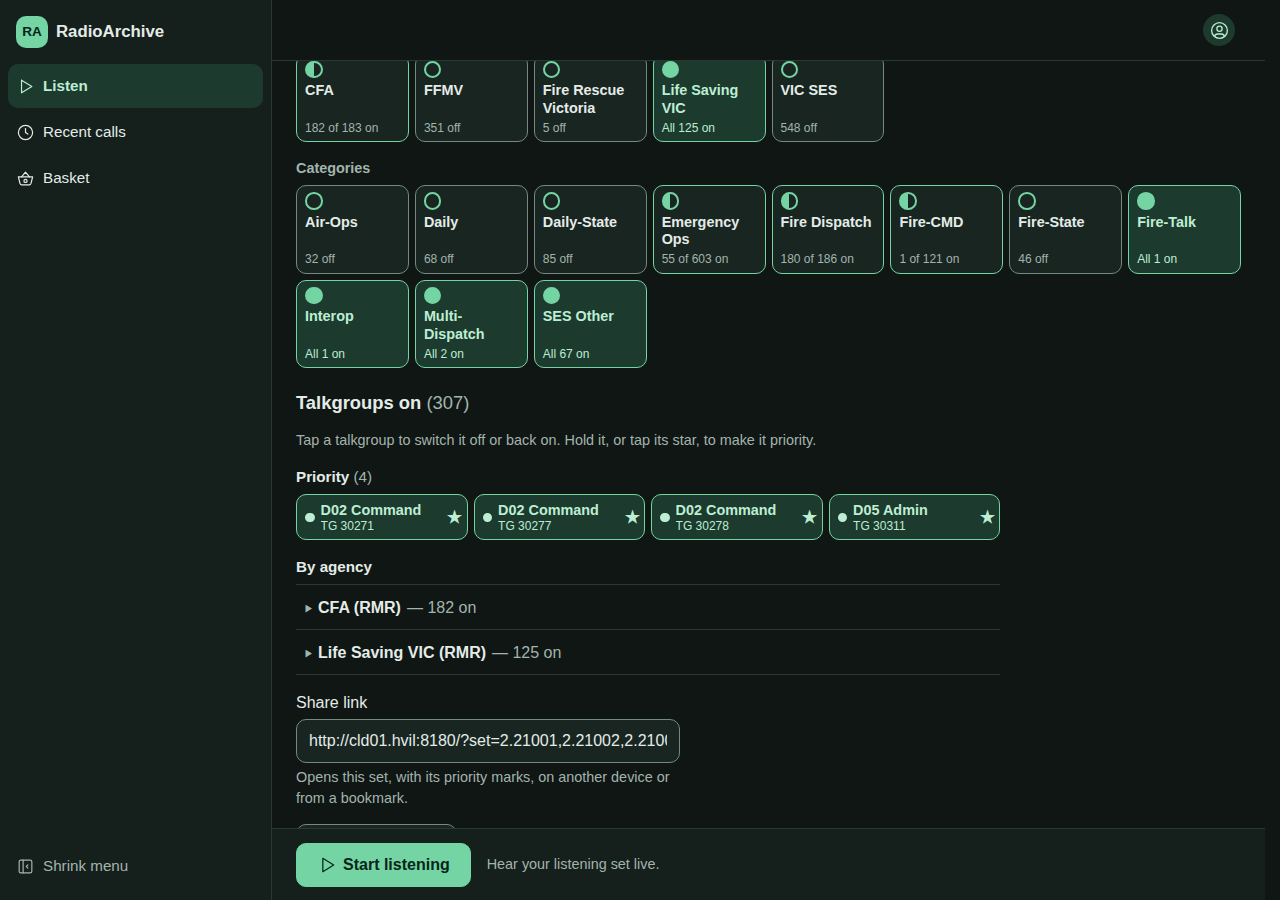 RA RadioArchive
Listen
Recent calls
Basket
Shrink menu
CFA
182 of 183 on
FFMV
351 off
Fire Rescue
Victoria
5 off
Life Saving
VIC
All 125 on
VIC SES
548 off
Categories
Air-Ops
32 off
Daily
68 off
Daily-State
85 off
Emergency
Ops
55 of 603 on
Fire Dispatch
180 of 186 on
Fire-CMD
1 of 121 on
Fire-State
46 off
Fire-Talk
All 1 on
Interop
All 1 on
Multi-
Dispatch
All 2 on
SES Other
All 67 on
Talkgroups on (307)
Tap a talkgroup to switch it off or back on. Hold it, or tap its star, to make it priority.
Priority (4)
D02 Command
TG 30271
D02 Command
TG 30277
D02 Command
TG 30278
D05 Admin
TG 30311
By agency
CFA (RMR) — 182 on
Life Saving VIC (RMR) — 125 on
Share link
http://cld01.hvil:8180/?set=2.21001,2.21002,2.2100
Opens this set, with its priority marks, on another device or
from a bookmark.
Start listening
Hear your listening set live.